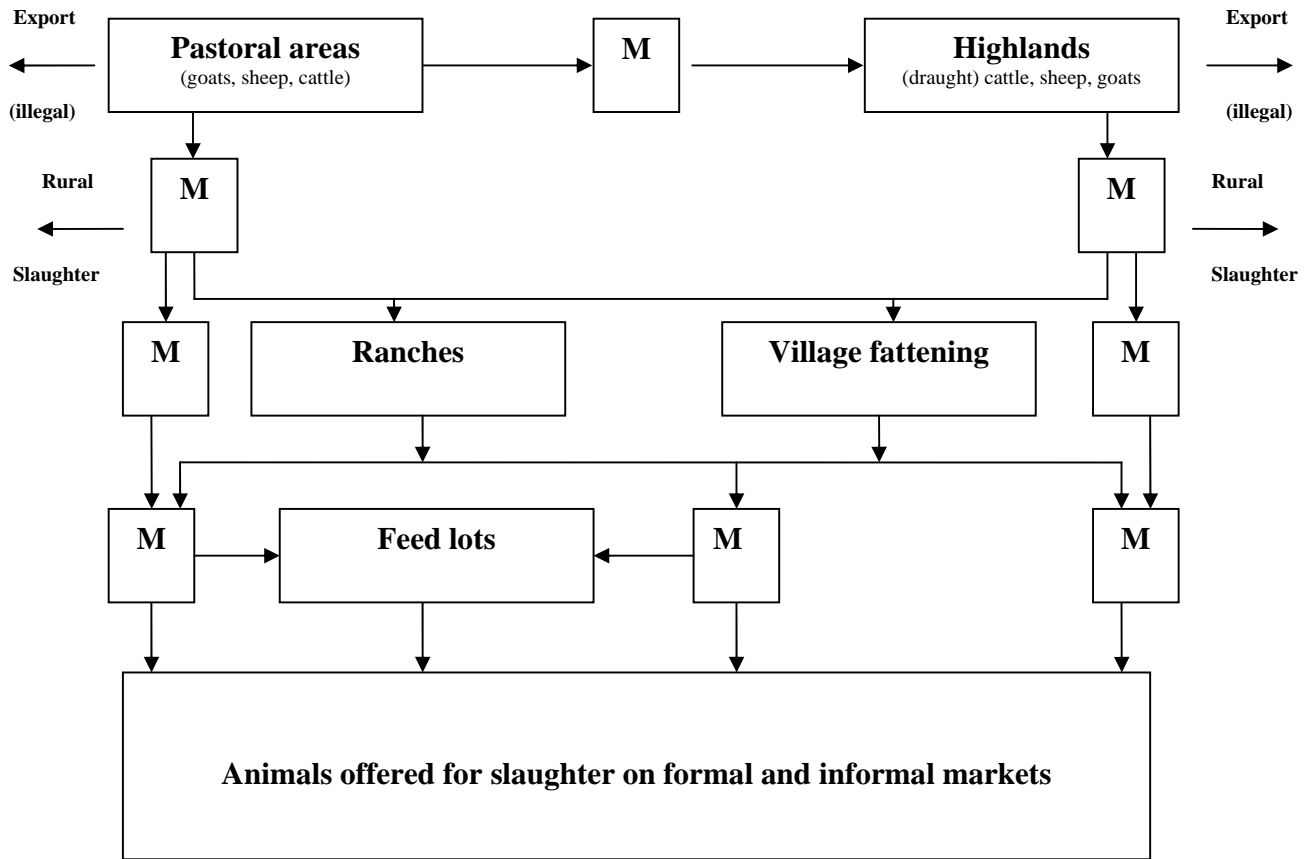 Export
Pastoral areas
(goats, sheep, cattle)
M
Highlands
(draught) cattle, sheep, goats
Export
(illegal)
(illegal)
Rural
M
M
Rural
Slaughter
Slaughter
M
Ranches
Village fattening
M
M
Feed lots
M
M
Animals offered for slaughter on formal and informal markets